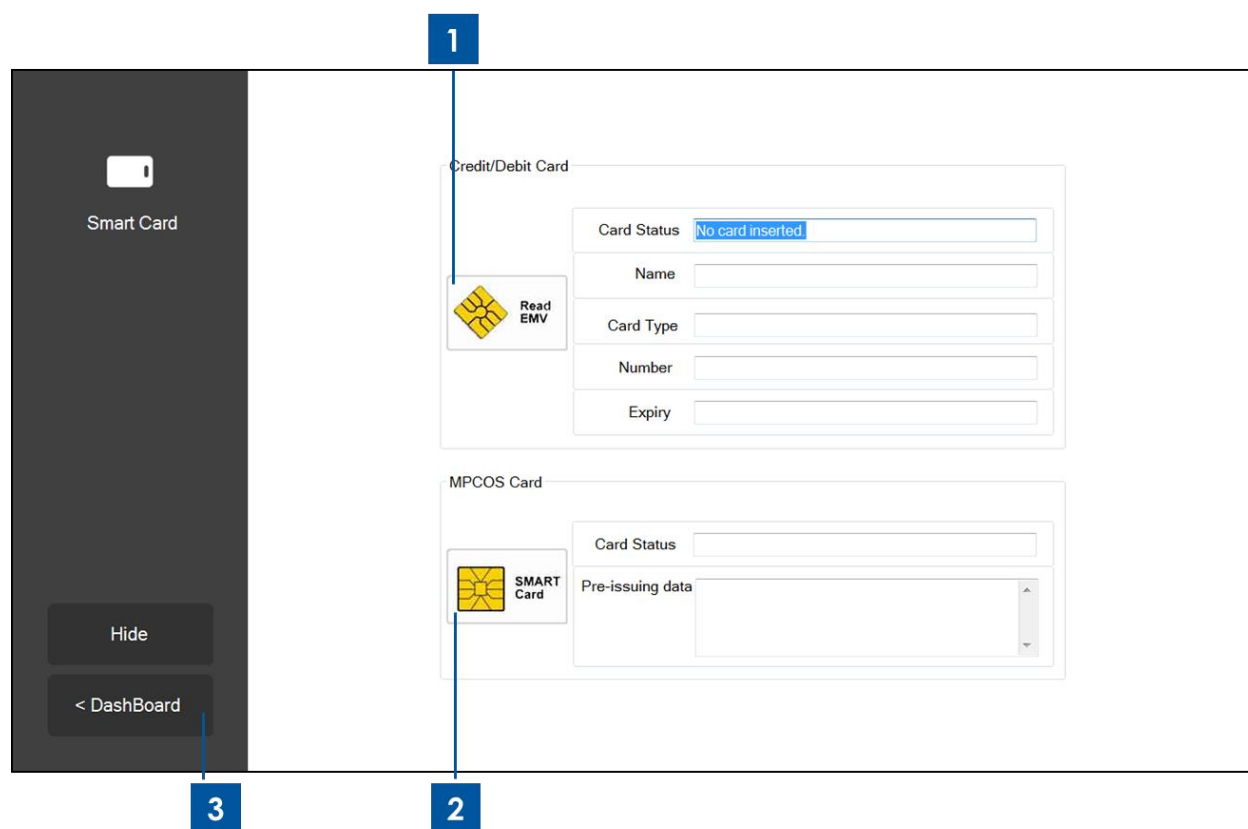 1
Smart Card
Credit/Debit Card
Card Status No card inserted.
Name
Read
EMV
Card Type
Number
Expiry
MPCOS Card
Card Status
SMART
Card
Pre-issuing data
Hide
< DashBoard
3
2